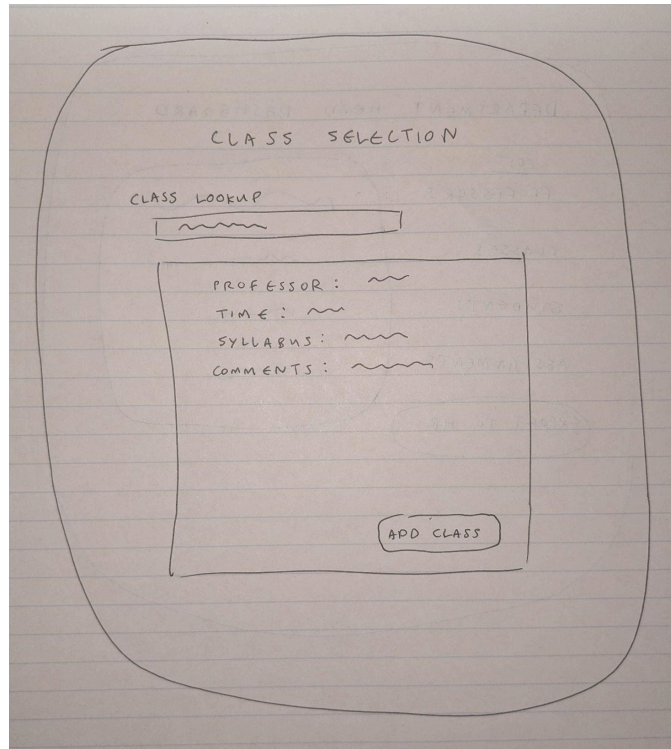 CLASS SELECTION
CLASS LOOKUP
PROFESSOR:
TIME:
SYLLABUS:
COMMENTS:
ADD CLASS